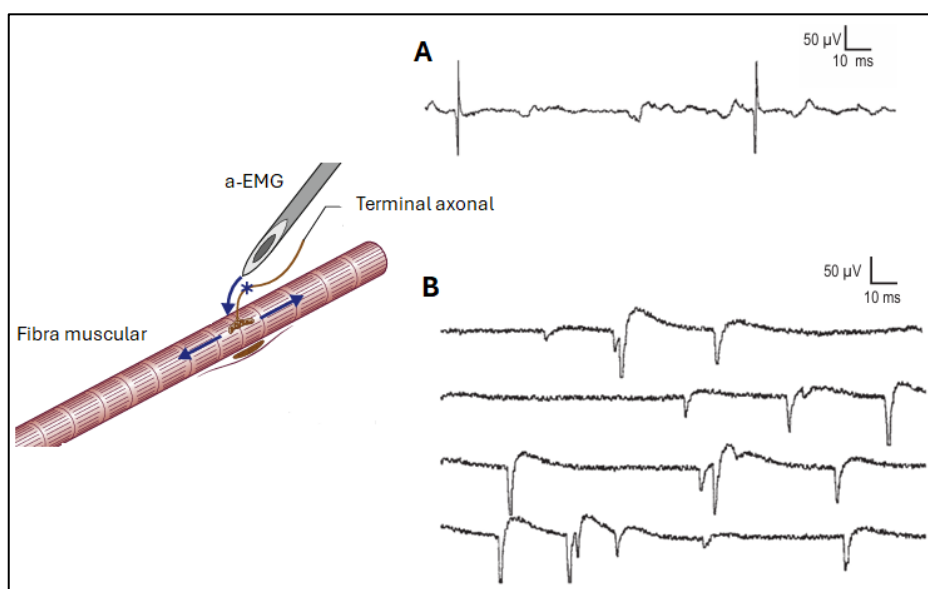 A
50 µV
10 ms
a-EMG
Terminal axonal
Fibra muscular
B
50 µV
10 ms